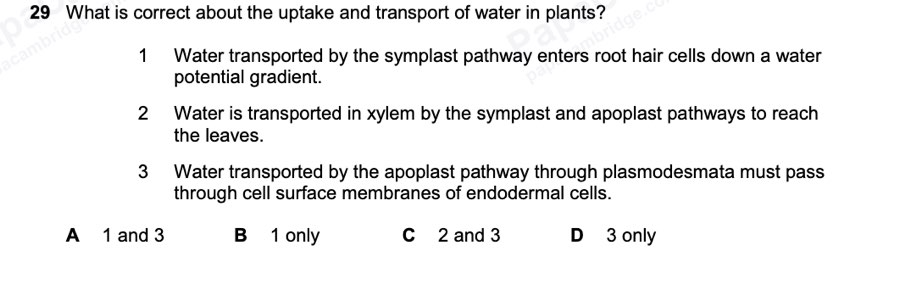 29 What is correct about the uptake and transport of water in plants?
1 Water transported by the symplast pathway enters root hair cells down a water
potential gradient.
2 Water is transported in xylem by the symplast and apoplast pathways to reach
the leaves.
3 Water transported by the apoplast pathway through plasmodesmata must pass
through cell surface membranes of endodermal cells.
A 1 and 3 B 1 only C 2 and 3 D 3 only